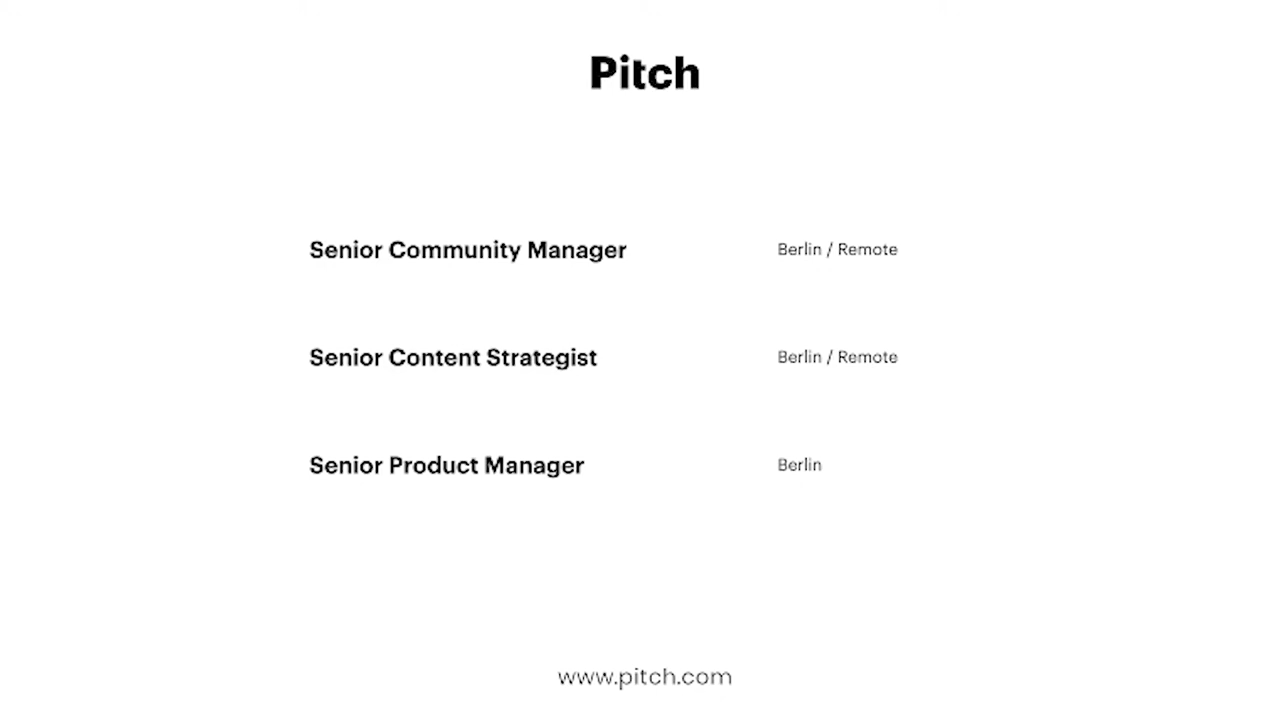 Pitch
Senior Community Manager Berlin / Remote
Senior Content Strategist Berlin / Remote
Senior Product Manager Berlin
www.pitch.com